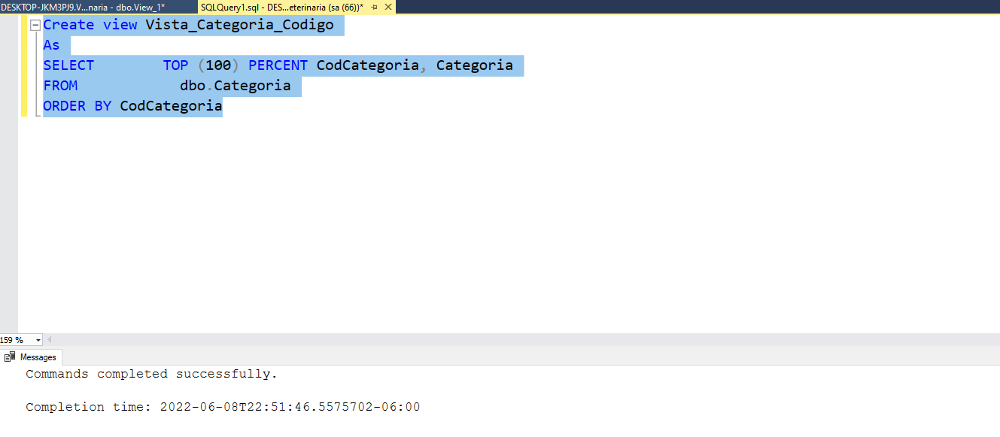 DESKTOP-JKM3PJ9.V...naria - dbo.View_1*
SQLQuery1.sql - DES...eterinaria (sa (66))*
Create view Vista_Categoria_Codigo
As
SELECT TOP (100) PERCENT CodCategoria, Categoria
FROM dbo.Categoria
ORDER BY CodCategoria
159 %
Messages
Commands completed successfully.
Completion time: 2022-06-08T22:51:46.5575702-06:00